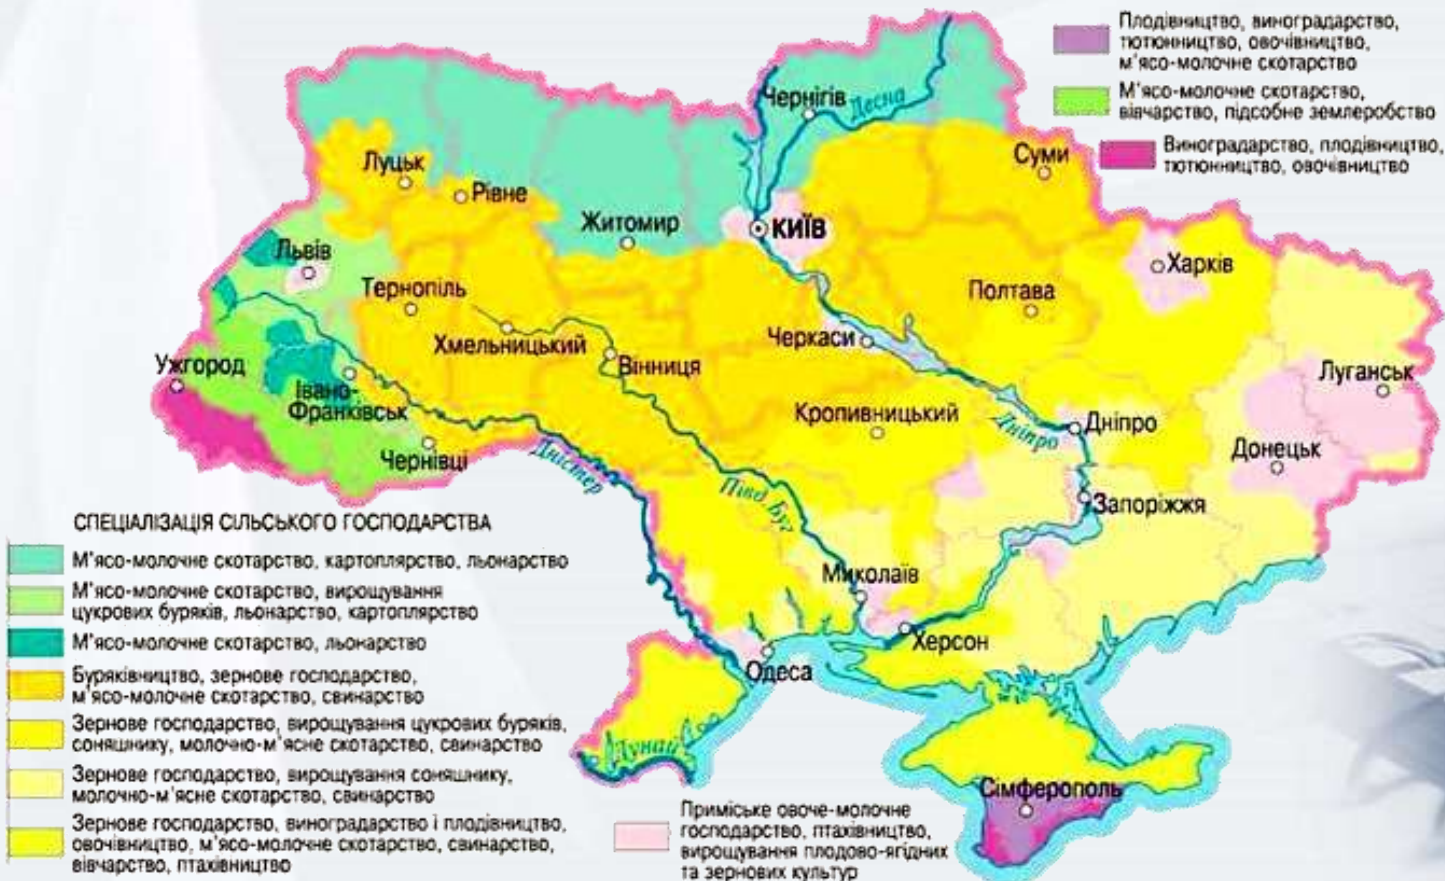 Плодівництво, виноградарство,
тютюнництво, овочівництво,
м'ясо-молочне скотарство
М'ясо-молочне скотарство,
вівчарство, підсобне землеробство
Виноградарство, плодівництво,
тютюнництво, овочівництво
Чернігів
Десна
Суми
Луцьк
Рівне
Житомир
КИЇВ
Львів
Харків
Тернопіль
Полтава
Хмельницький
Черкаси
Вінниця
Ужгород
Івано-
Франківськ
Луганськ
Кропивницький
Дніпро
Дніпро
Чернівці
Дністер
Донецьк
Півд. Буг
Запоріжжя
Миколаїв
Херсон
Одеса
Дунай
Сімферополь
СПЕЦІАЛІЗАЦІЯ СІЛЬСЬКОГО ГОСПОДАРСТВА
М'ясо-молочне скотарство, картоплярство, льонарство
М'ясо-молочне скотарство, вирощування
цукрових буряків, льонарство, картоплярство
М'ясо-молочне скотарство, льонарство
Буряківництво, зернове господарство,
м'ясо-молочне скотарство, свинарство
Зернове господарство, вирощування цукрових буряків,
соняшнику, молочно-м'ясне скотарство, свинарство
Зернове господарство, вирощування соняшнику,
молочно-м'ясне скотарство, свинарство
Зернове господарство, виноградарство і плодівництво,
овочівництво, м'ясо-молочне скотарство, свинарство,
вівчарство, птахівництво
Приміське овоче-молочне
господарство, птахівництво,
вирощування плодово-ягідних
та зернових культур